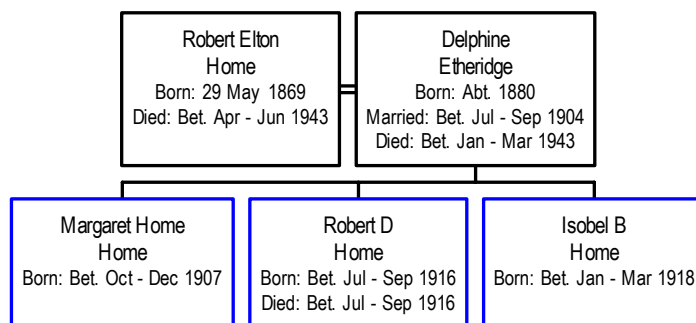 Robert Elton
Home
Born: 29 May 1869
Died: Bet. Apr - Jun 1943
Delphine
Etheridge
Born: Abt. 1880
Married: Bet. Jul - Sep 1904
Died: Bet. Jan - Mar 1943
Margaret Home
Home
Born: Bet. Oct - Dec 1907
Robert D
Home
Born: Bet. Jul - Sep 1916
Died: Bet. Jul - Sep 1916
Isobel B
Home
Born: Bet. Jan - Mar 1918